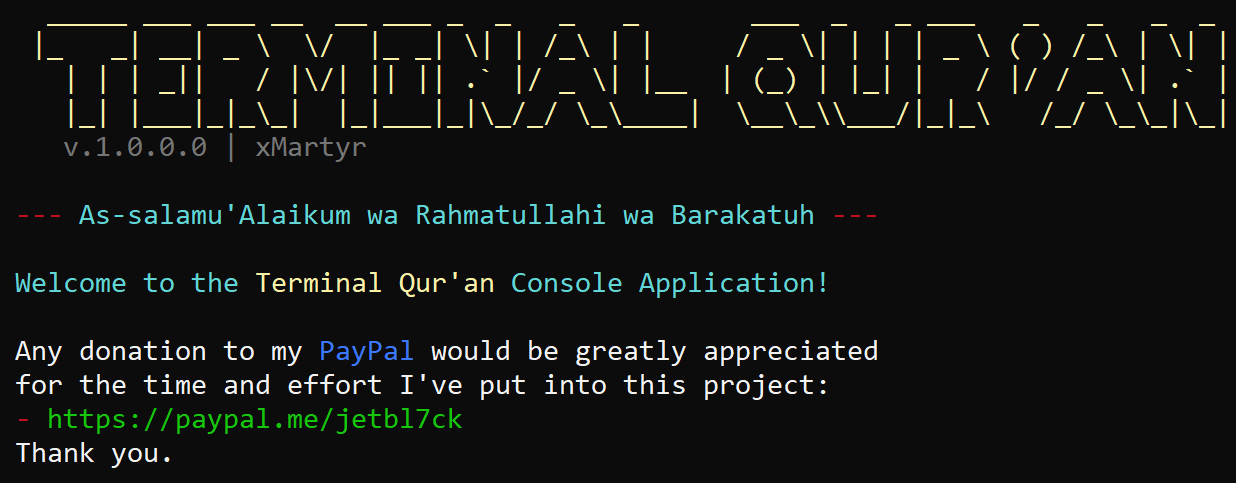 TERMINAL QUR'AN
v.1.0.0.0 | xMartyr
--- As-salamu'Alaikum wa Rahmatullahi wa Barakatuh ---
Welcome to the Terminal Qur'an Console Application!
Any donation to my PayPal would be greatly appreciated
for the time and effort I've put into this project:
- https://paypal.me/jetbl7ck
Thank you.